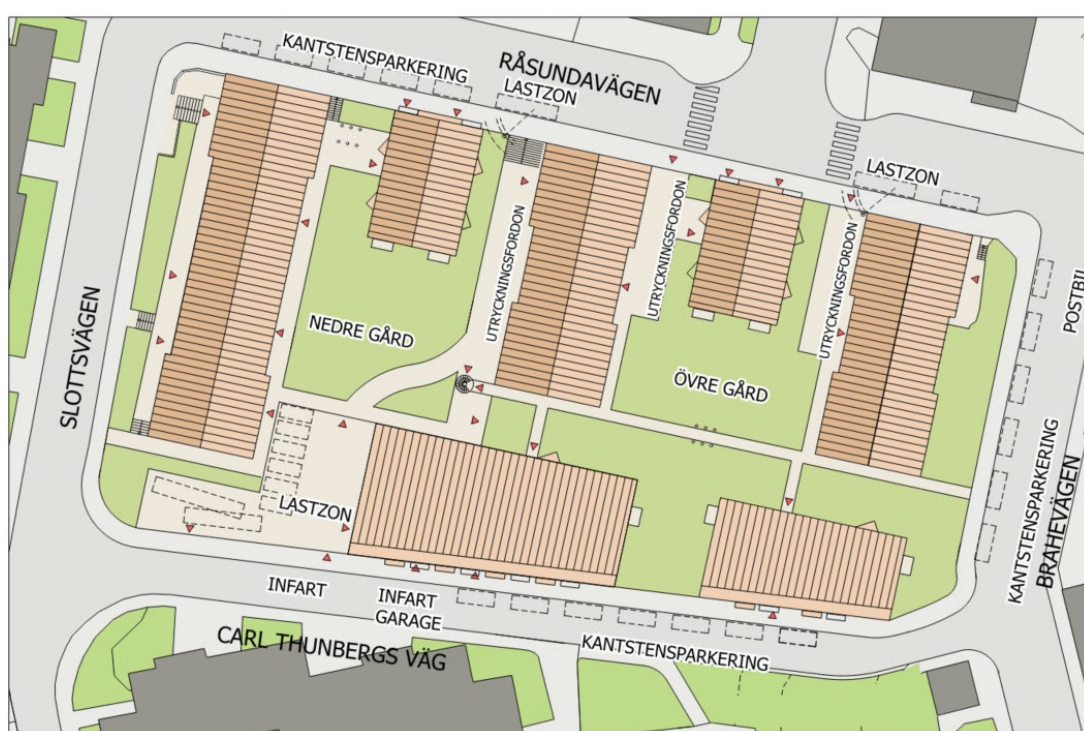 KANTSTENSPARKERING
RÅSUNDAVÄGEN
LASTZON
LASTZON
UTRYCKNINGSFORDON
UTRYCKNINGSFORDON
UTRYCKNINGSFORDON
POSTBIL
NEDRE GÅRD
ÖVRE GÅRD
SLOTTSVÄGEN
KANTSTENSPARKERING
BRAHEVÄGEN
LASTZON
INFART
INFART
GARAGE
CARL THUNBERGS VÄG
KANTSTENSPARKERING